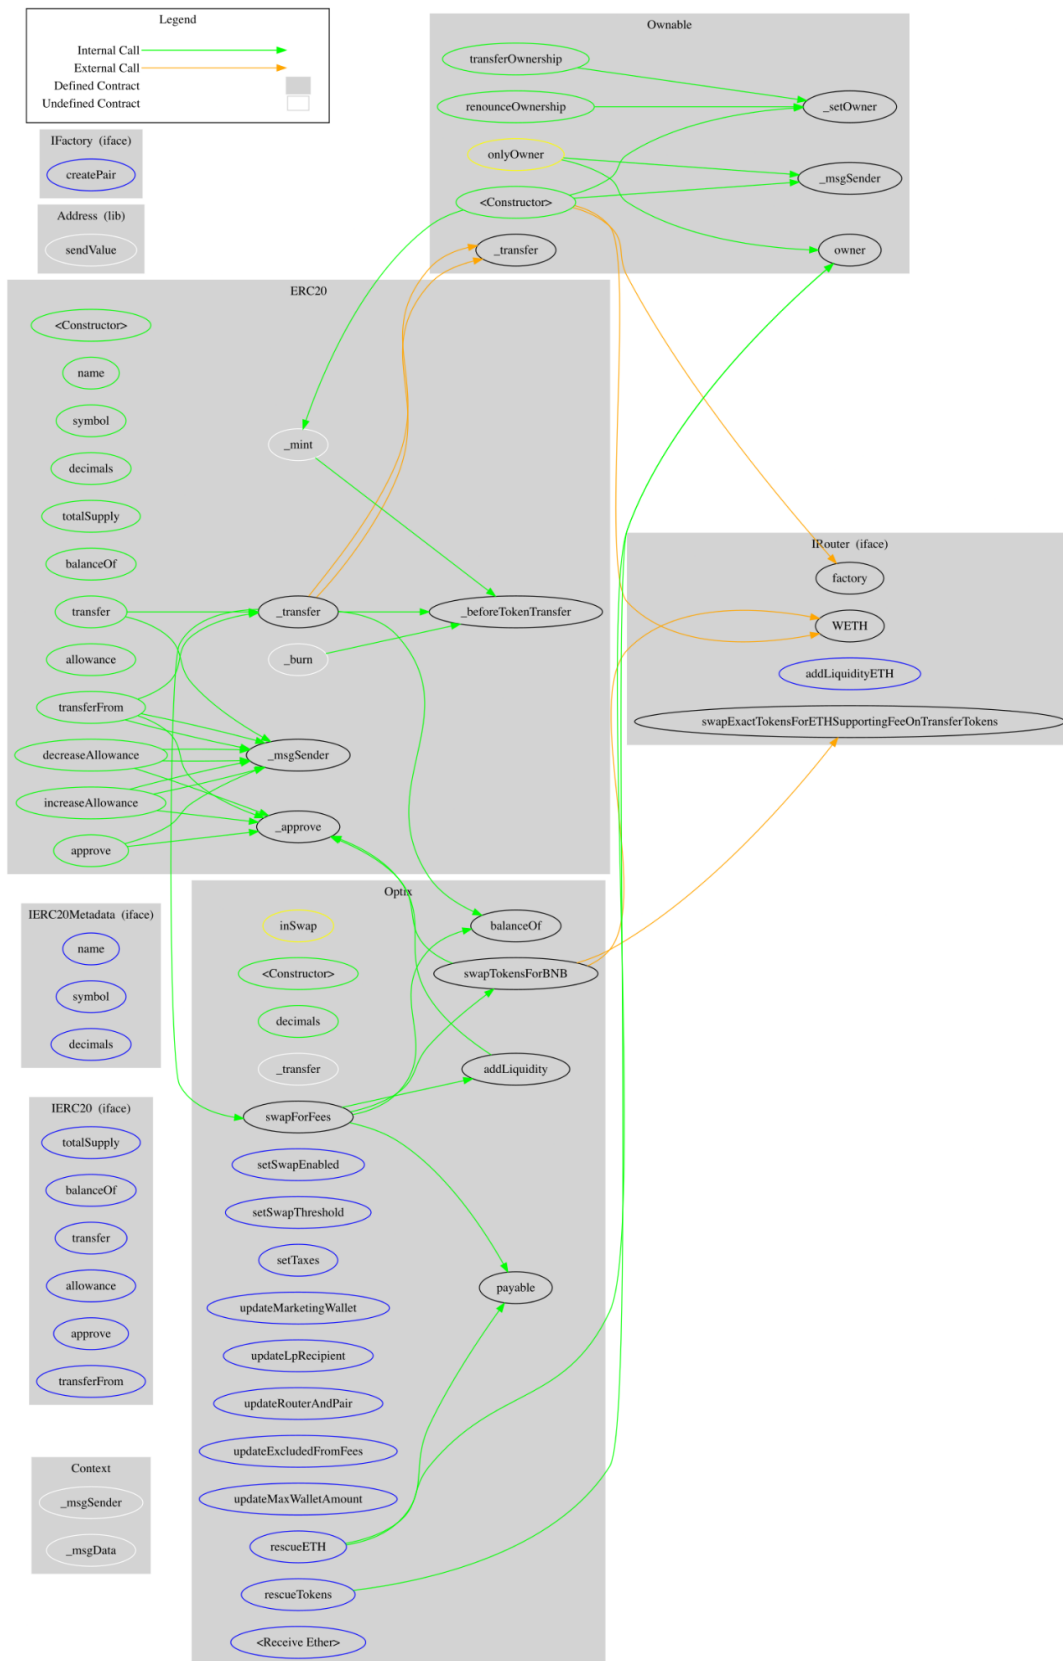 Legend
Internal Call
External Call
Defined Contract
Undefined Contract
IFactory (iface)
createPair
Address (lib)
sendValue
Ownable
transferOwnership
renounceOwnership
onlyOwner
<Constructor>
_transfer
_setOwner
_msgSender
owner
ERC20
<Constructor>
name
symbol
decimals
totalSupply
balanceOf
transfer
allowance
transferFrom
decreaseAllowance
increaseAllowance
approve
_mint
_transfer
_burn
_msgSender
_approve
_beforeTokenTransfer
IRouter (iface)
factory
WETH
addLiquidityETH
swapExactTokensForETHSupportingFeeOnTransferTokens
Optix
inSwap
<Constructor>
decimals
_transfer
swapForFees
setSwapEnabled
setSwapThreshold
setTaxes
updateMarketingWallet
updateLpRecipient
updateRouterAndPair
updateExcludedFromFees
updateMaxWalletAmount
rescueETH
rescueTokens
<Receive Ether>
balanceOf
swapTokensForBNB
addLiquidity
payable
IERC20Metadata (iface)
name
symbol
decimals
IERC20 (iface)
totalSupply
balanceOf
transfer
allowance
approve
transferFrom
Context
_msgSender
_msgData